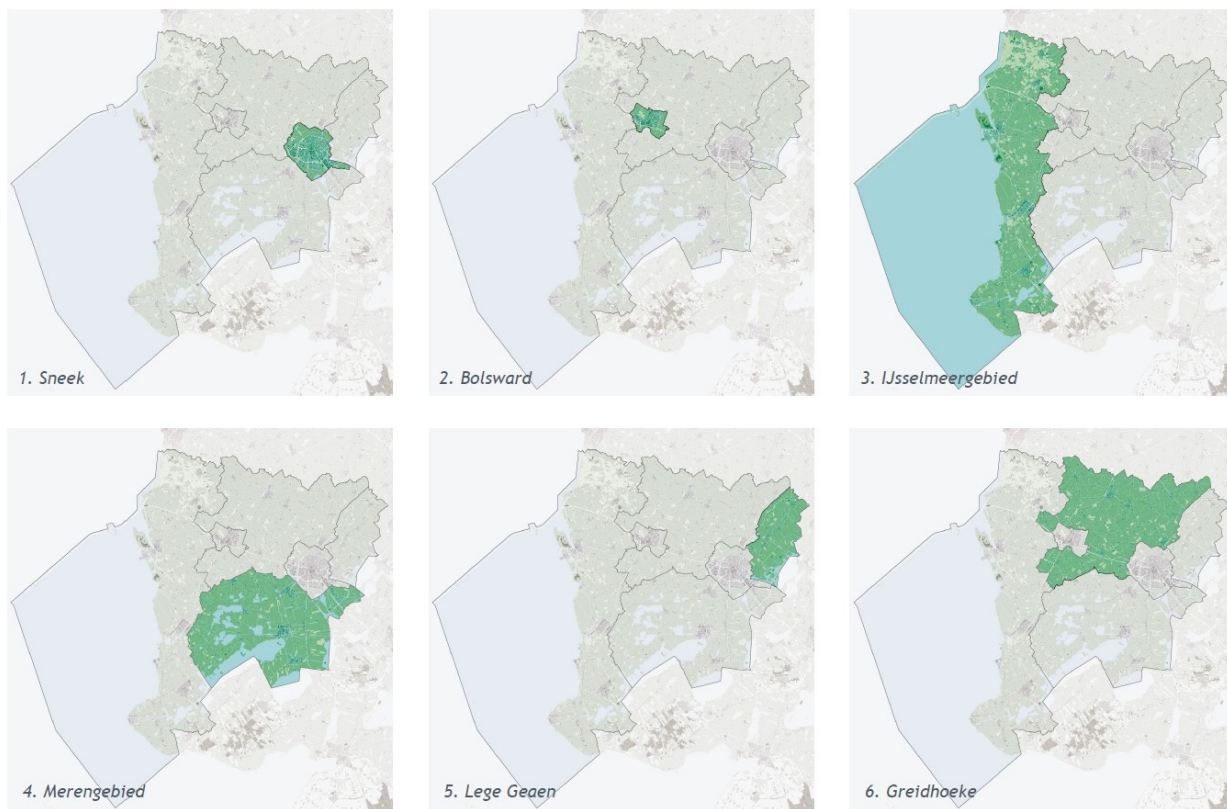 1. Sneek
2. Bolsward
3. IJsselmeergebied
4. Merengebied
5. Lege Geaen
6. Greidhoeke